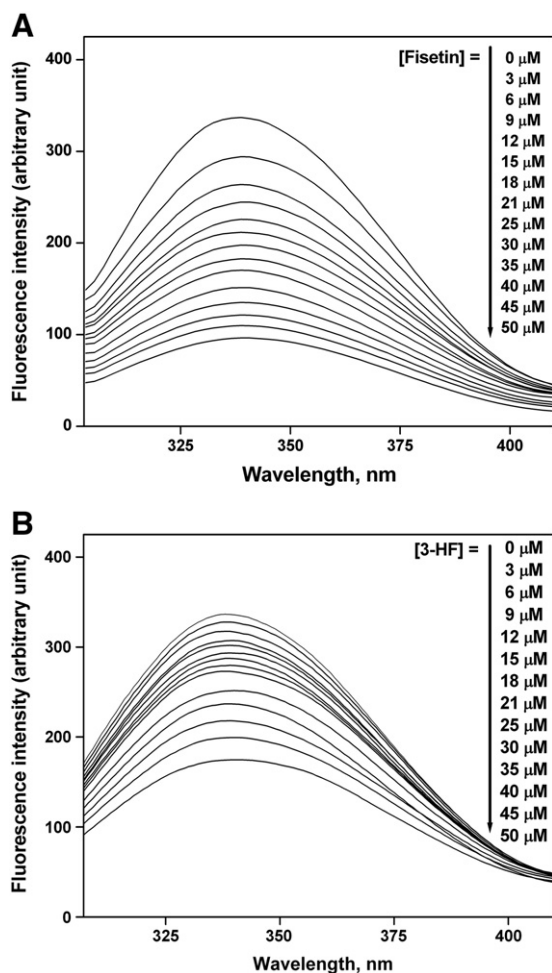 A
Fluorescence intensity (arbitrary unit)
400
300
200
100
0
[Fisetin] =
0 μM
3 μM
6 μM
9 μM
12 μM
15 μM
18 μM
21 μM
25 μM
30 μM
35 μM
40 μM
45 μM
50 μM
325
350
375
400
Wavelength, nm
B
Fluorescence intensity (arbitrary unit)
400
300
200
100
0
[3-HF] =
0 μM
3 μM
6 μM
9 μM
12 μM
15 μM
18 μM
21 μM
25 μM
30 μM
35 μM
40 μM
45 μM
50 μM
325
350
375
400
Wavelength, nm